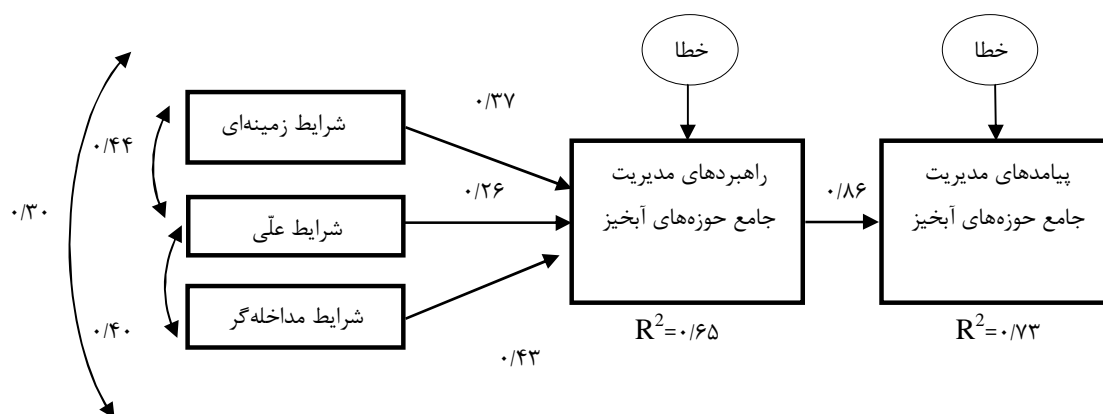 خطا
خطا
۰/۳۷
شرایط زمینه‌ای
۰/۴۴
راهبردهای مدیریت
جامع حوزه‌های آبخیز
پیامدهای مدیریت
جامع حوزه‌های آبخیز
۰/۲۶
۰/۸۶
۰/۳۰
شرایط علّی
شرایط مداخله‌گر
۰/۴۰
۰/۴۳
R²=۰/۶۵
R²=۰/۷۳